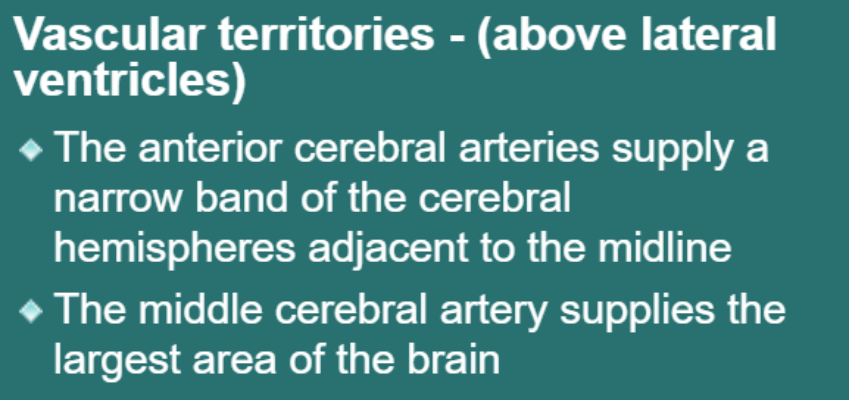 Vascular territories - (above lateral
ventricles)
The anterior cerebral arteries supply a
narrow band of the cerebral
hemispheres adjacent to the midline
The middle cerebral artery supplies the
largest area of the brain